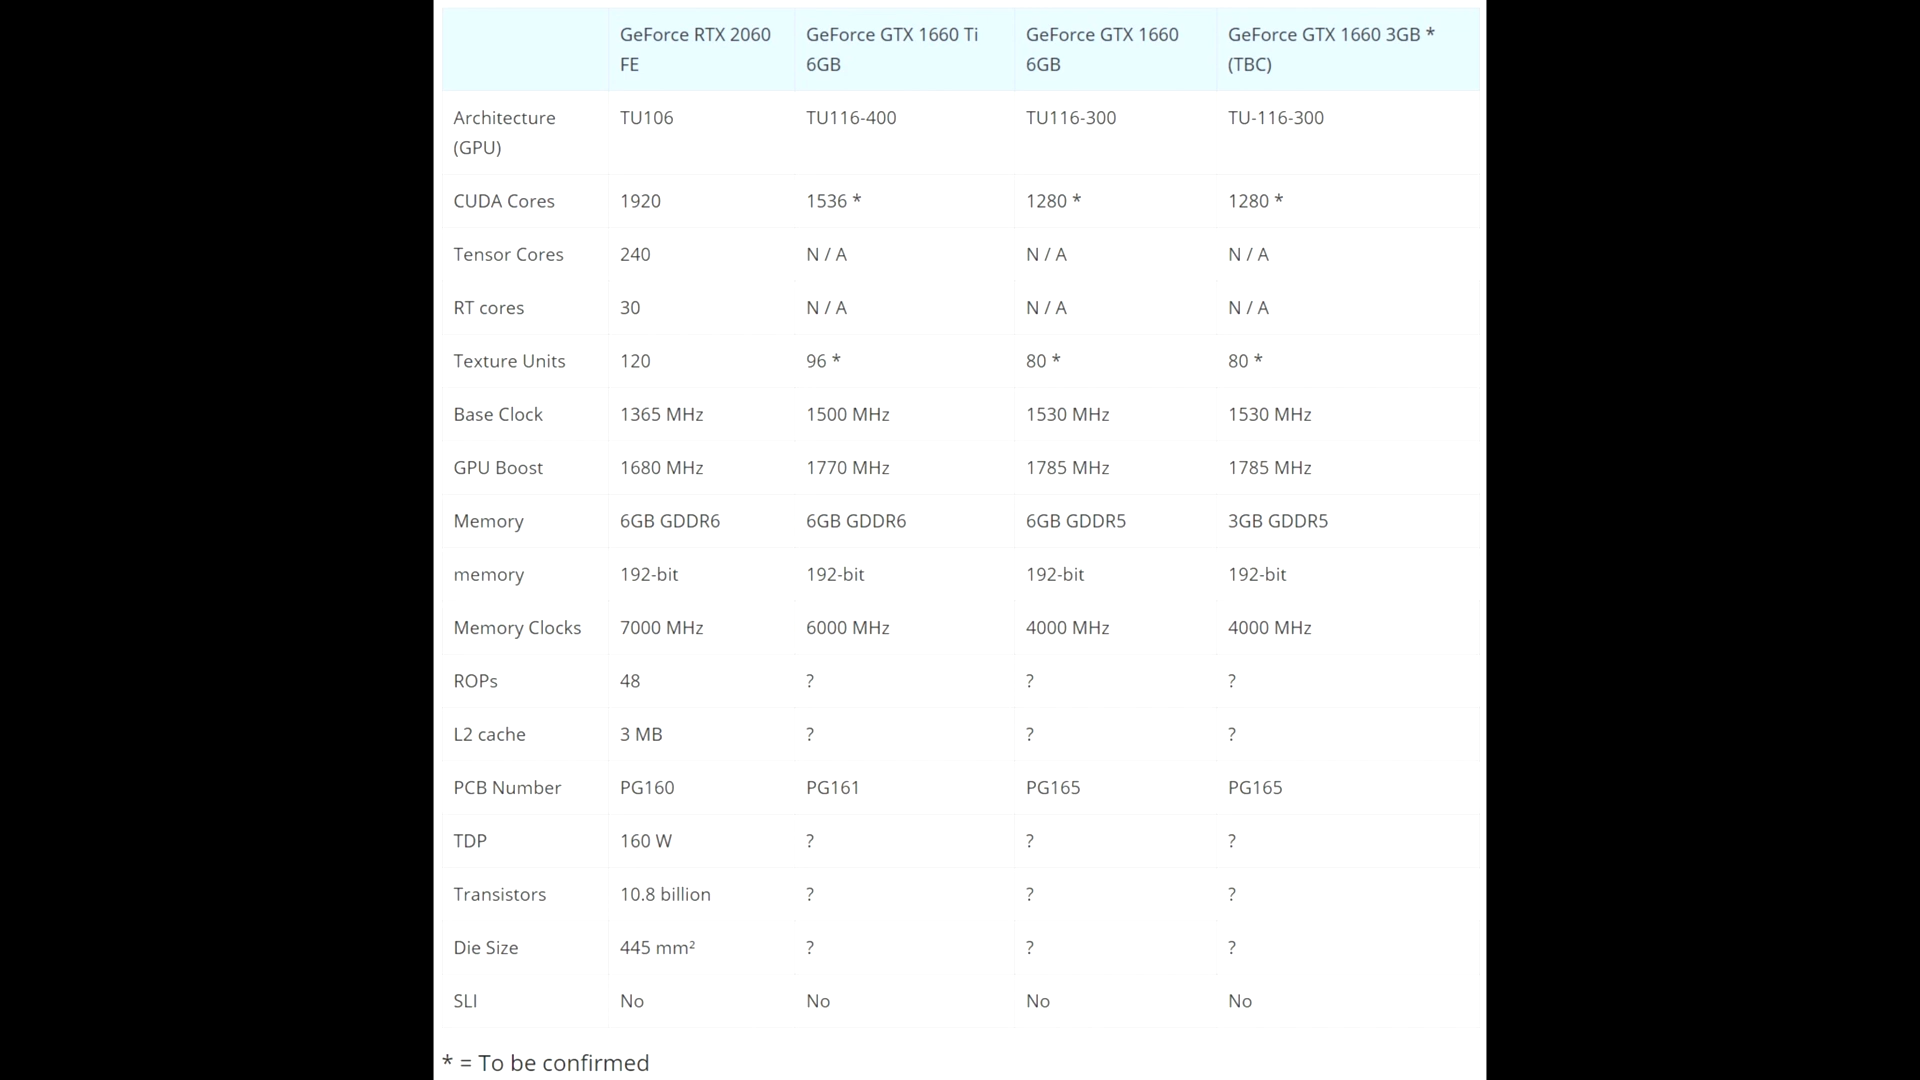 GeForce RTX 2060 FE GeForce GTX 1660 Ti 6GB GeForce GTX 1660 6GB GeForce GTX 1660 3GB * (TBC)
Architecture (GPU) TU106 TU116-400 TU116-300 TU-116-300
CUDA Cores 1920 1536 * 1280 * 1280 *
Tensor Cores 240 N / A N / A N / A
RT cores 30 N / A N / A N / A
Texture Units 120 96 * 80 * 80 *
Base Clock 1365 MHz 1500 MHz 1530 MHz 1530 MHz
GPU Boost 1680 MHz 1770 MHz 1785 MHz 1785 MHz
Memory 6GB GDDR6 6GB GDDR6 6GB GDDR5 3GB GDDR5
memory 192-bit 192-bit 192-bit 192-bit
Memory Clocks 7000 MHz 6000 MHz 4000 MHz 4000 MHz
ROPs 48 ? ? ?
L2 cache 3 MB ? ? ?
PCB Number PG160 PG161 PG165 PG165
TDP 160 W ? ? ?
Transistors 10.8 billion ? ? ?
Die Size 445 mm² ? ? ?
SLI No No No No
* = To be confirmed